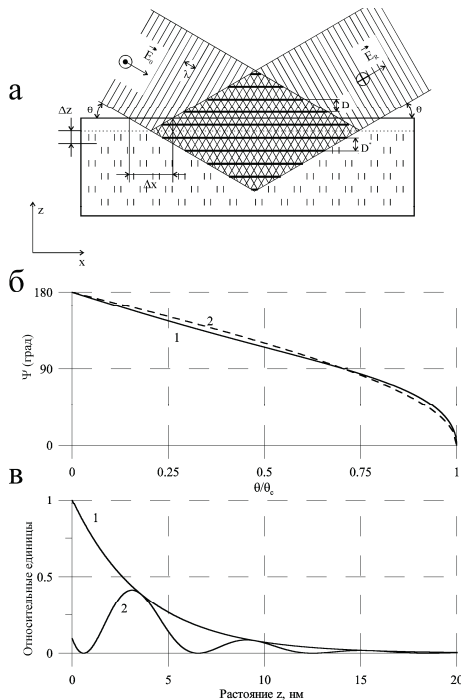 а
E₀
λ
E_R
Δz
θ
D
θ
D'
Δx
z
x
б
180
90
0
Ψ (град)
1
2
0
0.25
0.5
0.75
1
θ/θc
в
1
0.5
0
Относительные единицы
1
2
0
5
10
15
20
Растояние z, нм